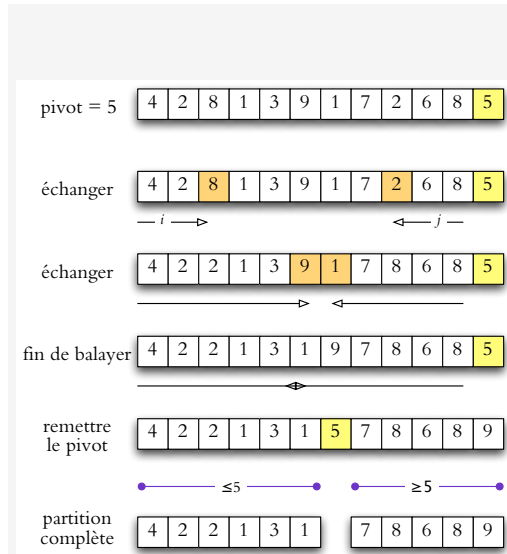 pivot = 5 4 2 8 1 3 9 1 7 2 6 8 5
échanger 4 2 8 1 3 9 1 7 2 6 8 5
i j
échanger 4 2 2 1 3 9 1 7 8 6 8 5
fin de balayer 4 2 2 1 3 1 9 7 8 6 8 5
remettre
le pivot
4 2 2 1 3 1 5 7 8 6 8 9
≤5 ≥5
partition
complète
4 2 2 1 3 1 7 8 6 8 9